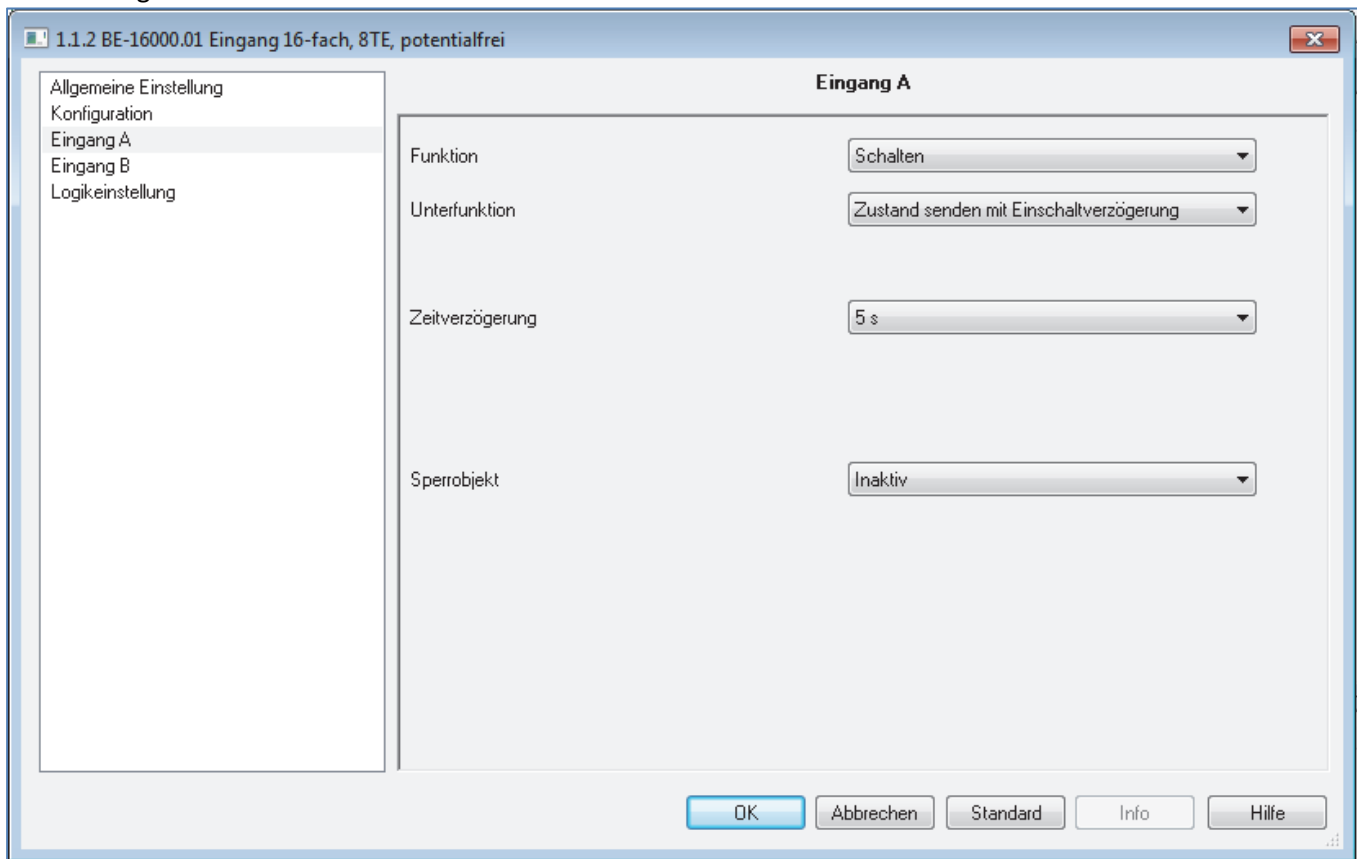 1.1.2 BE-16000.01 Eingang 16-fach, 8TE, potentialfrei
Allgemeine Einstellung
Konfiguration
Eingang A
Eingang B
Logikeinstellung
Eingang A
Funktion
Schalten
Unterfunktion
Zustand senden mit Einschaltverzögerung
Zeitverzögerung
5 s
Sperrobjekt
Inaktiv
OK
Abbrechen
Standard
Info
Hilfe